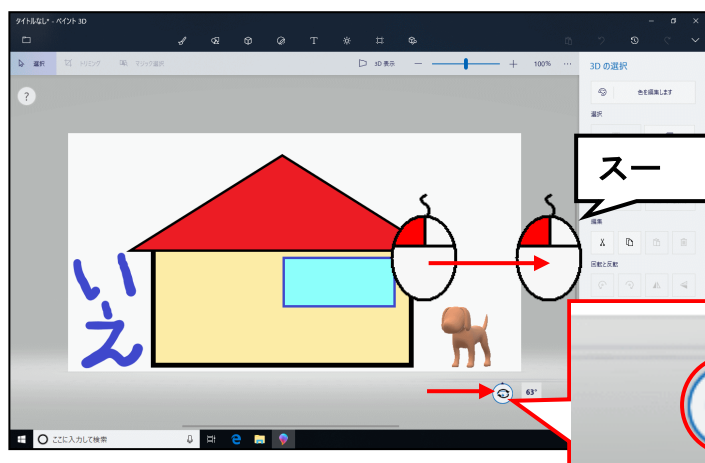 タイトルなし* - ペイント 3D
選択
トリミング
マジック選択
3D 表示
100%
3D の選択
色を編集します
選択
スー
編集
回転と反転
いえ
63°
ここに入力して検索